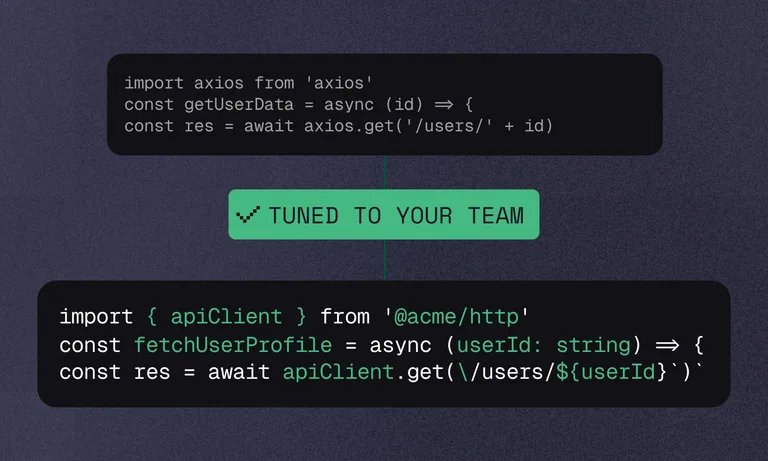 import axios from 'axios'
const getUserData = async (id) => {
const res = await axios.get('/users/' + id)
TUNED TO YOUR TEAM
import { apiClient } from '@acme/http'
const fetchUserProfile = async (userId: string) => {
const res = await apiClient.get(\/users/${userId}`)`